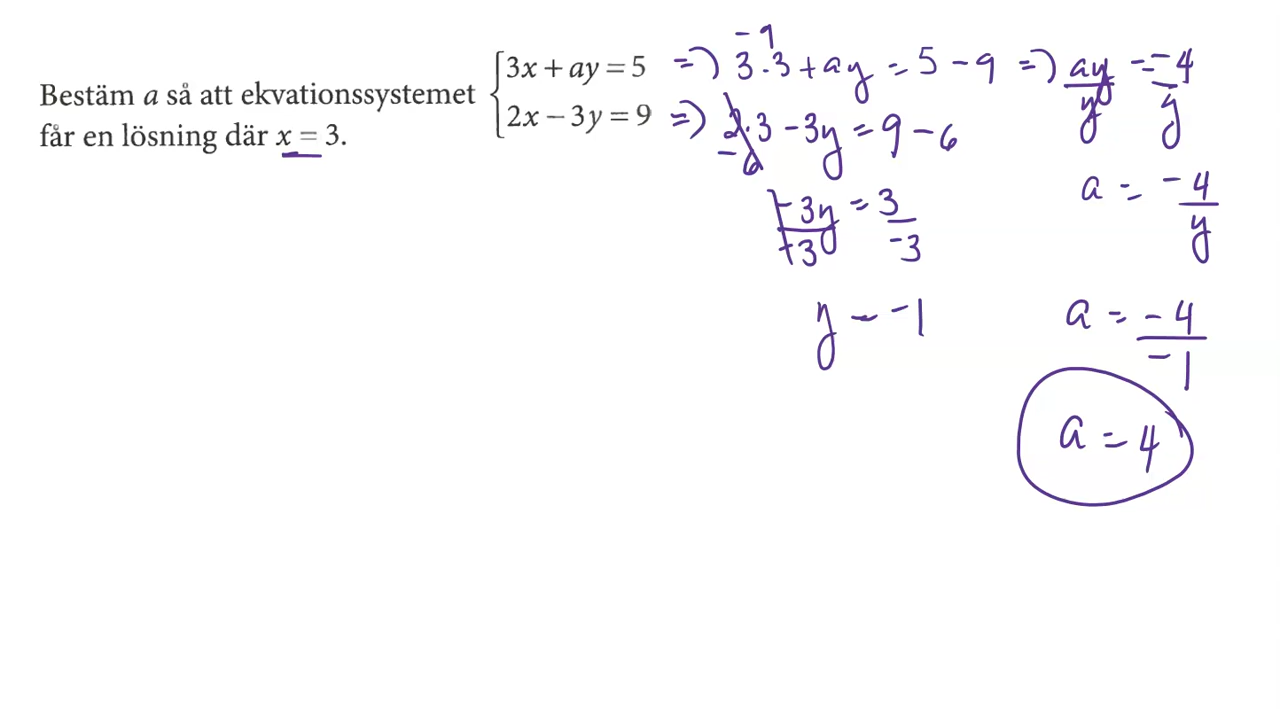 Bestäm a så att ekvationssystemet
får en lösning där x = 3.
3x + ay = 5
2x − 3y = 9
=) 3·3 + ay = 5 - 9 =) ay/y = -4/y
-9
=) 2·3 - 3y = 9 - 6
-6
-3y/-3 = 3/-3
y = -1
a = -4/y
a = -4/-1
a = 4